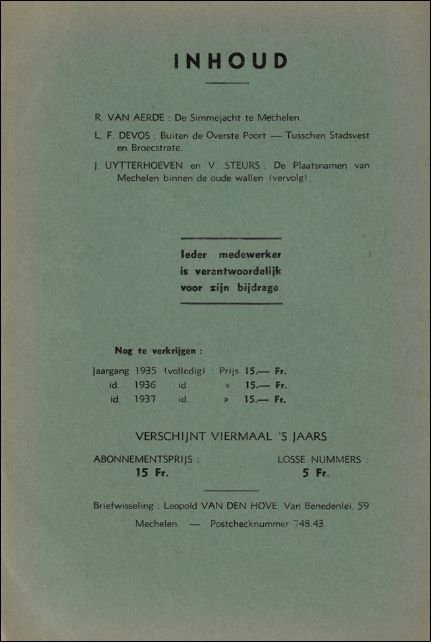 INHOUD
R. VAN AERDE : De Simmejacht te Mechelen.
L. F. DEVOS : Buiten de Overste Poort — Tusschen Stadsvest
en Broecstrate.
J. UYTTERHOEVEN en V. STEURS : De Plaatsnamen van
Mechelen binnen de oude wallen (vervolg).
Ieder medewerker
is verantwoordelijk
voor zijn bijdrage.
Nog te verkrijgen :
Jaargang 1935 (volledig) : Prijs 15.— Fr.
id. 1936 id » 15.— Fr.
id. 1937 id. » 15.— Fr.
VERSCHIJNT VIERMAAL 'S JAARS
ABONNEMENTSPRIJS : LOSSE NUMMERS :
15 Fr. 5 Fr.
Briefwisseling : Leopold VAN DEN HOVE, Van Benedenlei, 59
Mechelen. — Postchecknummer 748.43.